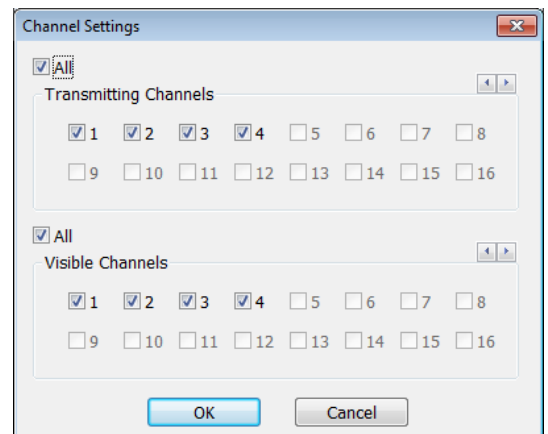 Channel Settings
All
Transmitting Channels
1 2 3 4 5 6 7 8
9 10 11 12 13 14 15 16
All
Visible Channels
1 2 3 4 5 6 7 8
9 10 11 12 13 14 15 16
OK Cancel